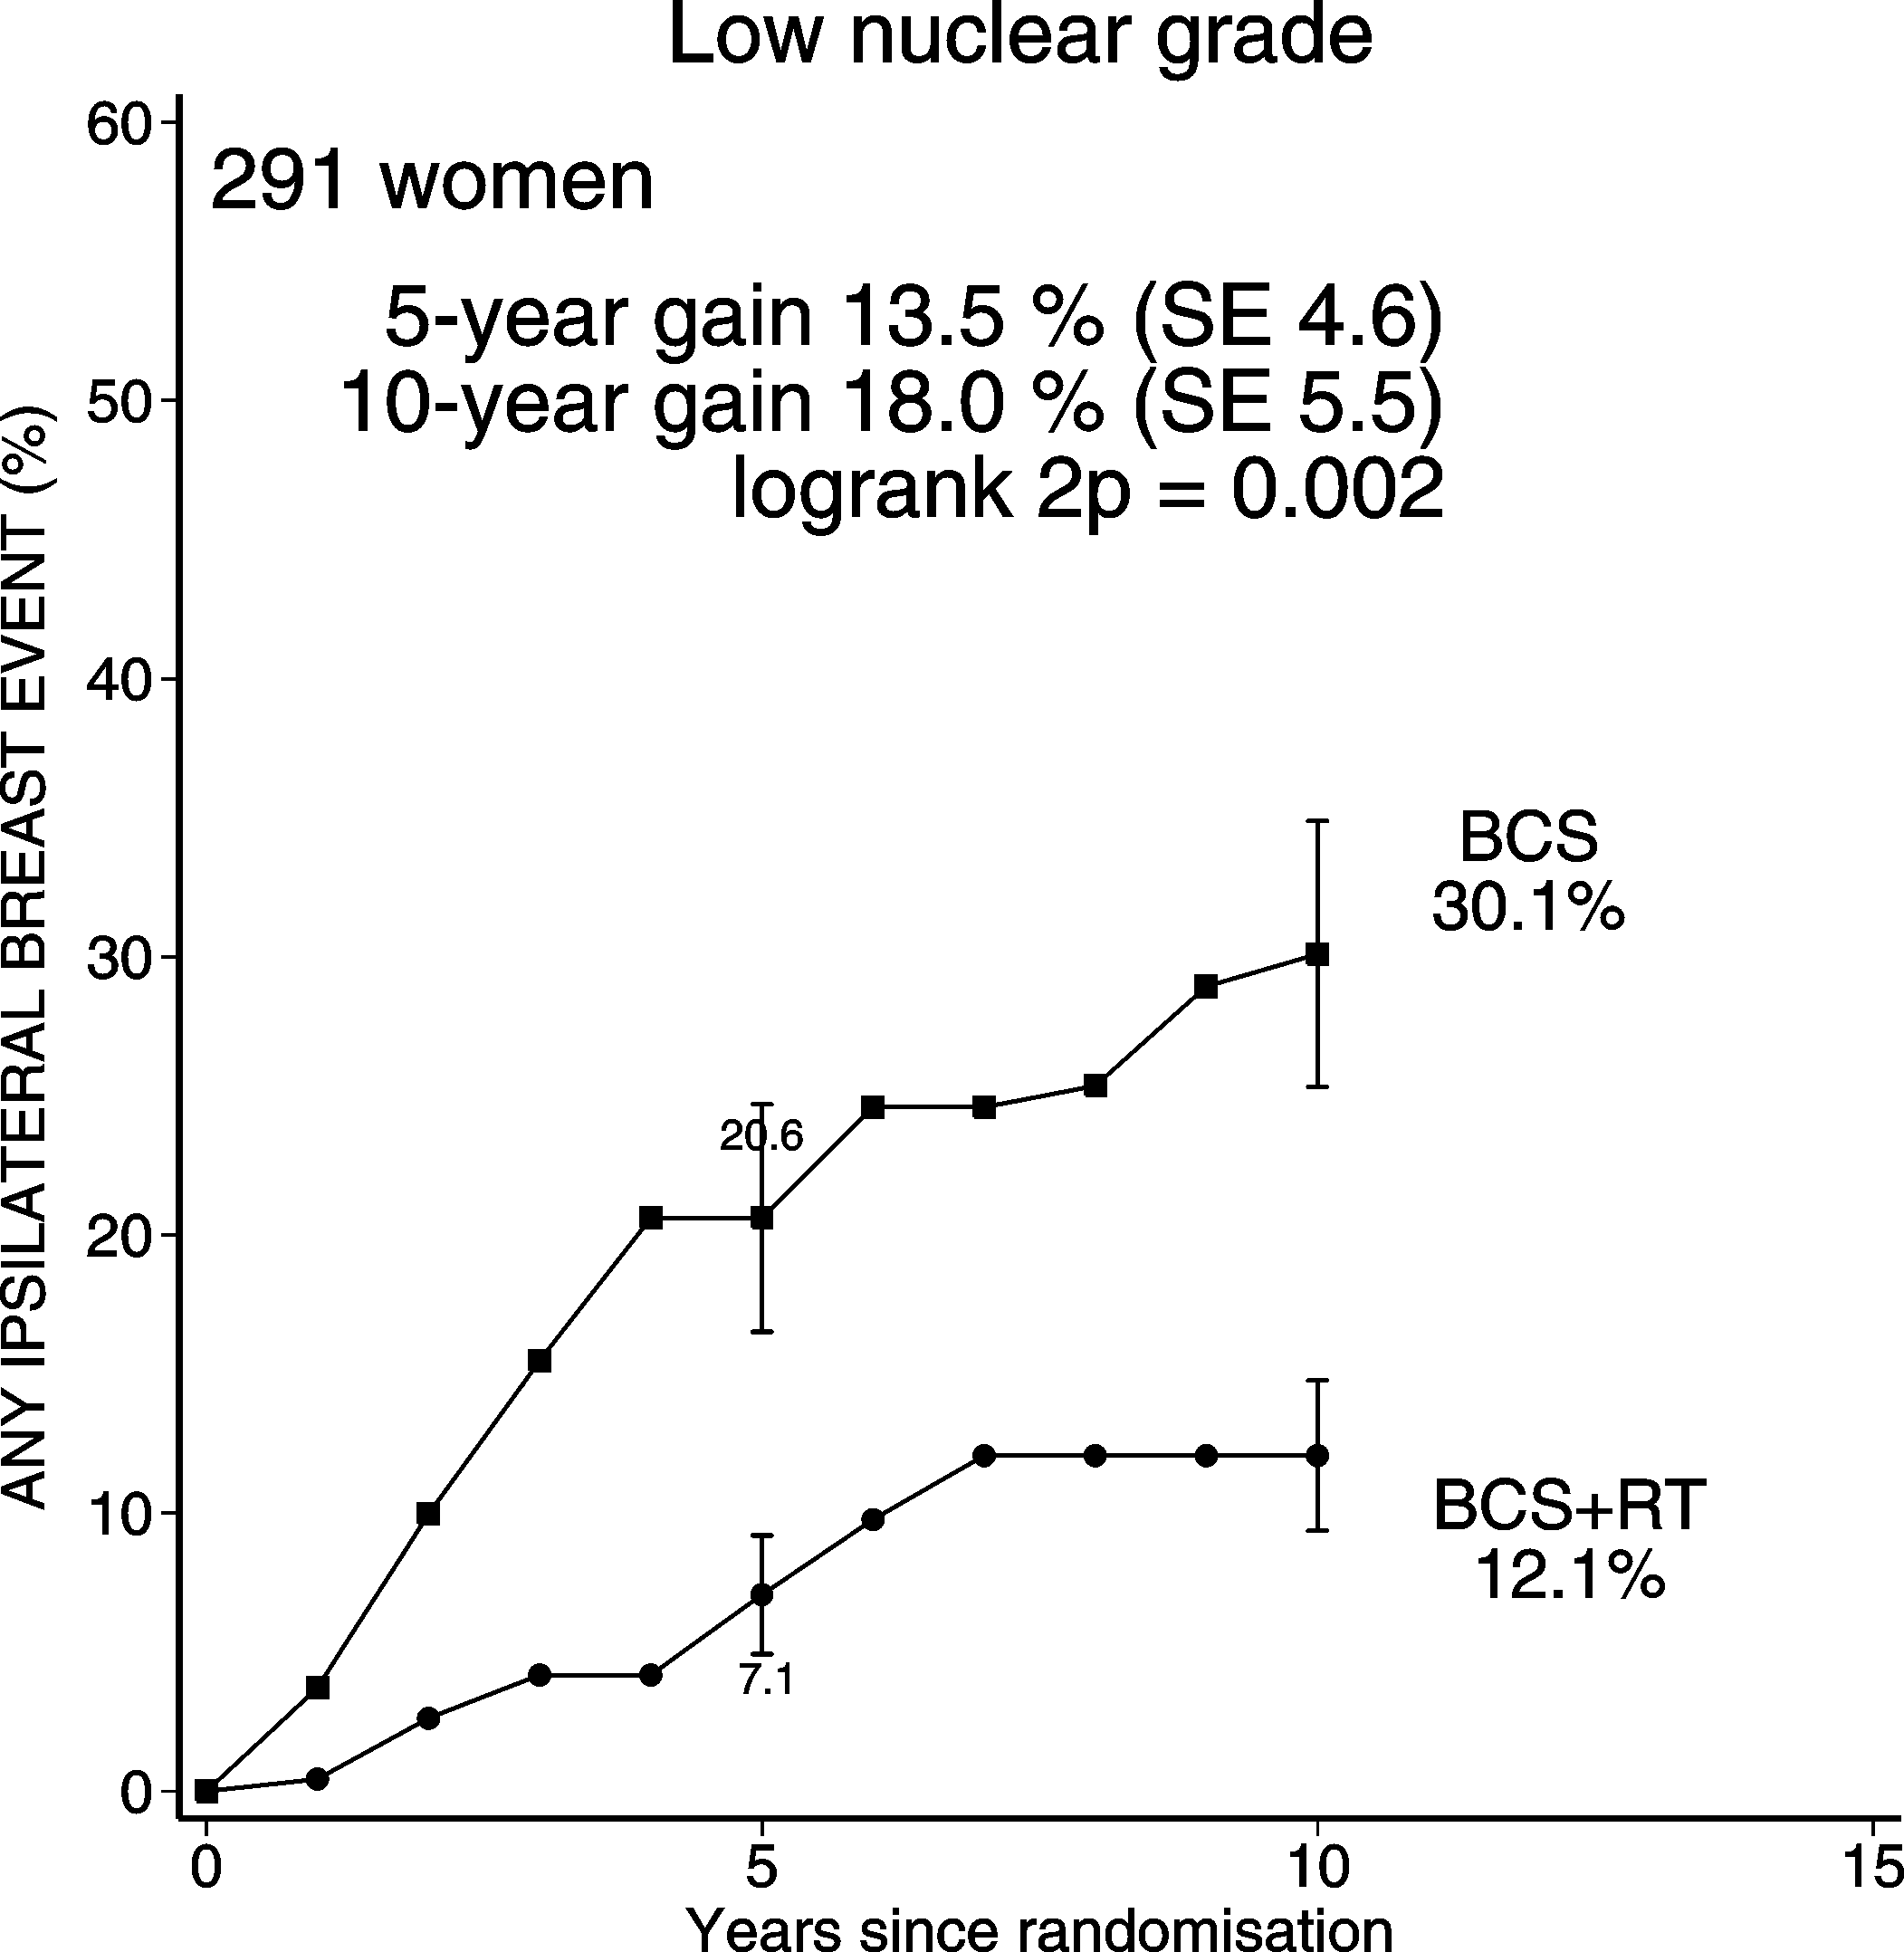 Low nuclear grade
60
291 women
5-year gain 13.5 % (SE 4.6)
10-year gain 18.0 % (SE 5.5)
logrank 2p = 0.002
50
40
30
20
10
0
ANY IPSILATERAL BREAST EVENT (%)
BCS
30.1%
20.6
BCS+RT
12.1%
7.1
0 5 10 15
Years since randomisation